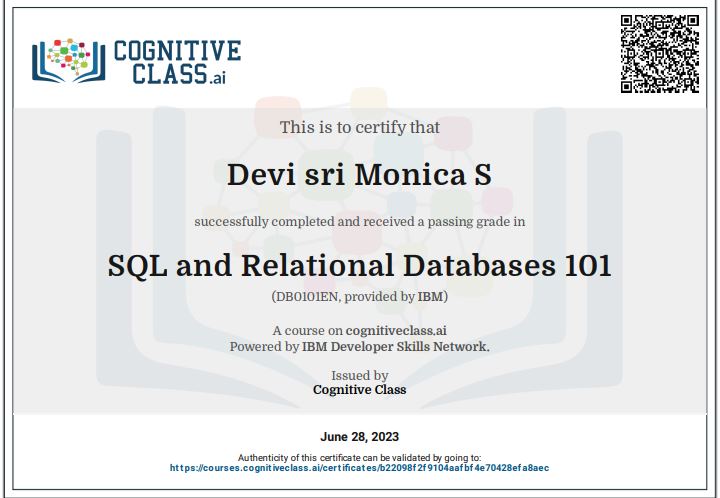 COGNITIVE
CLASS.ai
This is to certify that
Devi sri Monica S
successfully completed and received a passing grade in
SQL and Relational Databases 101
(DB0101EN, provided by IBM)
A course on cognitiveclass.ai
Powered by IBM Developer Skills Network.
Issued by
Cognitive Class
June 28, 2023
Authenticity of this certificate can be validated by going to:
https://courses.cognitiveclass.ai/certificates/b22098f2f9104aafbf4e70428efa8aec